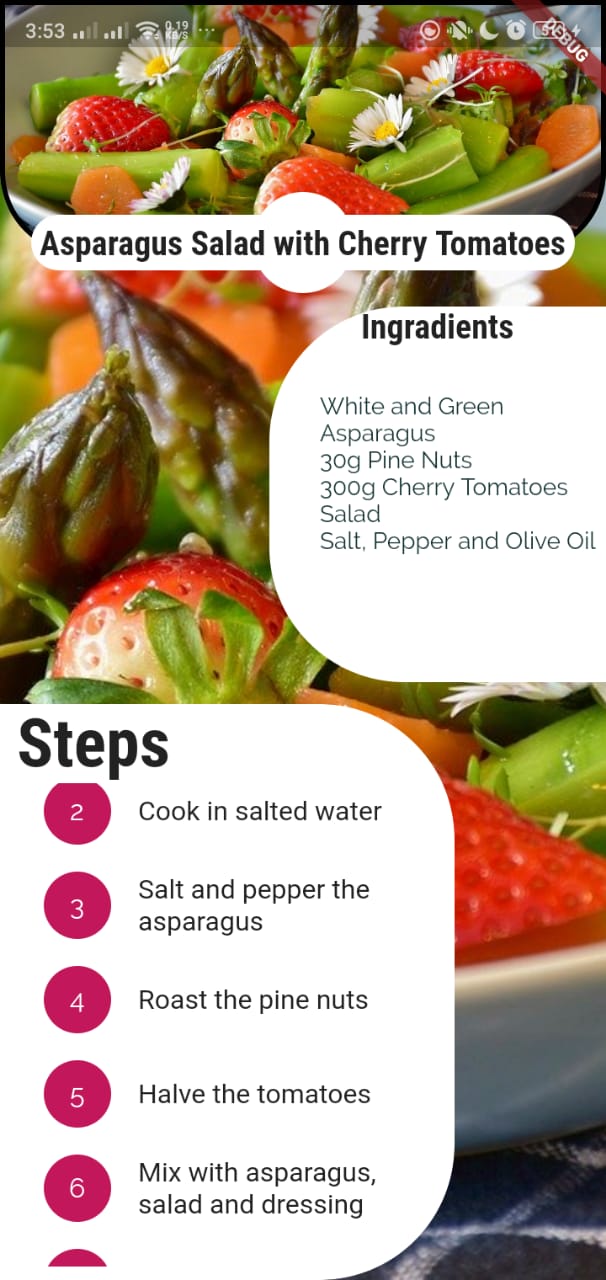 3:53 0.19 KB/S ...
DEBUG
Asparagus Salad with Cherry Tomatoes
Ingradients
White and Green
Asparagus
30g Pine Nuts
300g Cherry Tomatoes
Salad
Salt, Pepper and Olive Oil
Steps
2 Cook in salted water
3 Salt and pepper the
asparagus
4 Roast the pine nuts
5 Halve the tomatoes
6 Mix with asparagus,
salad and dressing